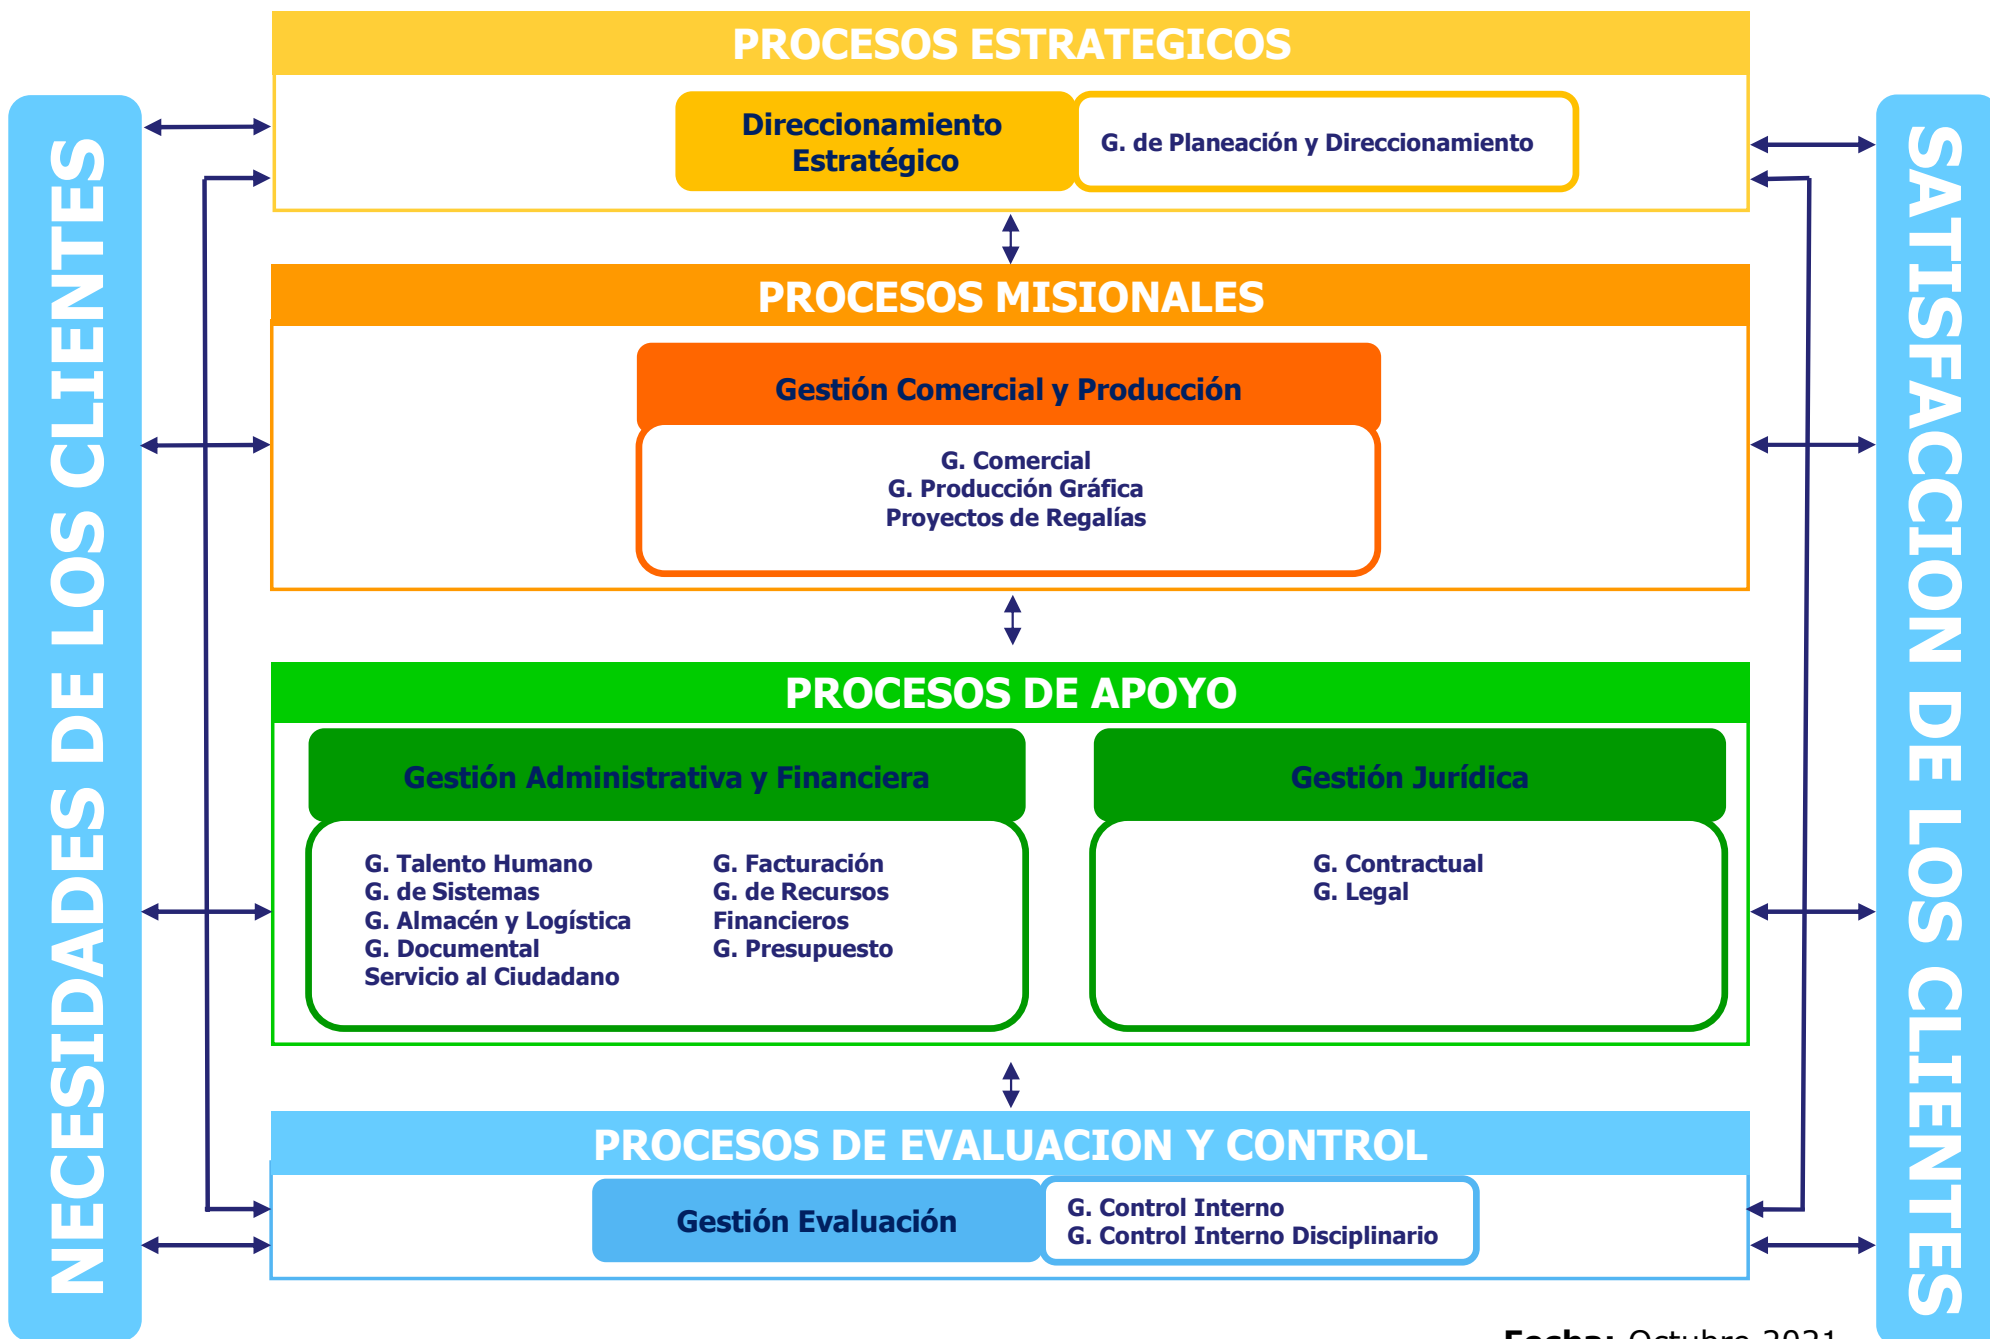 PROCESOS ESTRATEGICOS
Direccionamiento
Estratégico
G. de Planeación y Direccionamiento
NECESIDADES DE LOS CLIENTES
SATISFACCION DE LOS CLIENTES
PROCESOS MISIONALES
Gestión Comercial y Producción
G. Comercial
G. Producción Gráfica
Proyectos de Regalías
PROCESOS DE APOYO
Gestión Administrativa y Financiera
G. Talento Humano
G. de Sistemas
G. Almacén y Logística
G. Documental
Servicio al Ciudadano
G. Facturación
G. de Recursos
Financieros
G. Presupuesto
Gestión Jurídica
G. Contractual
G. Legal
PROCESOS DE EVALUACION Y CONTROL
Gestión Evaluación
G. Control Interno
G. Control Interno Disciplinario
Fecha: Octubre 2021